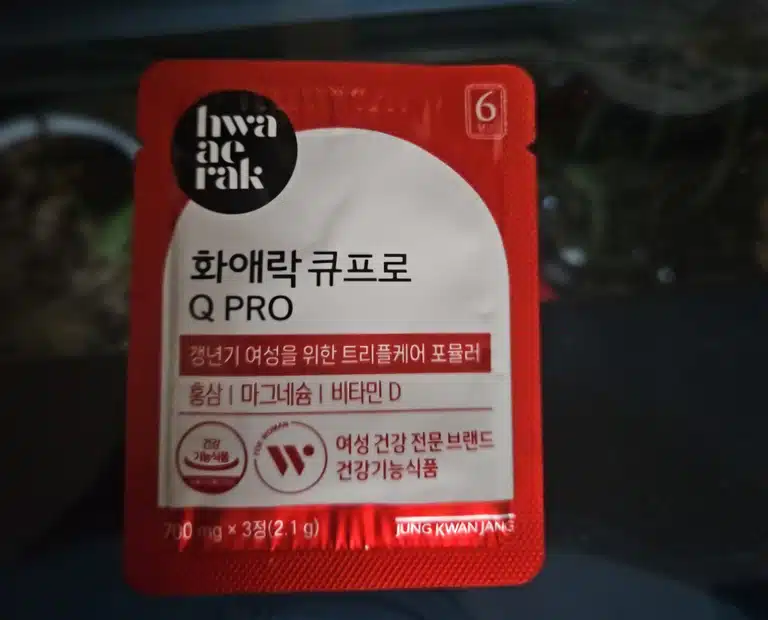 hwa
ae
rak
6
화애락 큐프로
Q PRO
갱년기 여성을 위한 트리플케어 포뮬러
홍삼 | 마그네슘 | 비타민 D
건강
기능식품
FOR WOMAN
W
여성 건강 전문 브랜드
건강기능식품
700 mg × 3정(2.1 g)
JUNG KWAN JANG